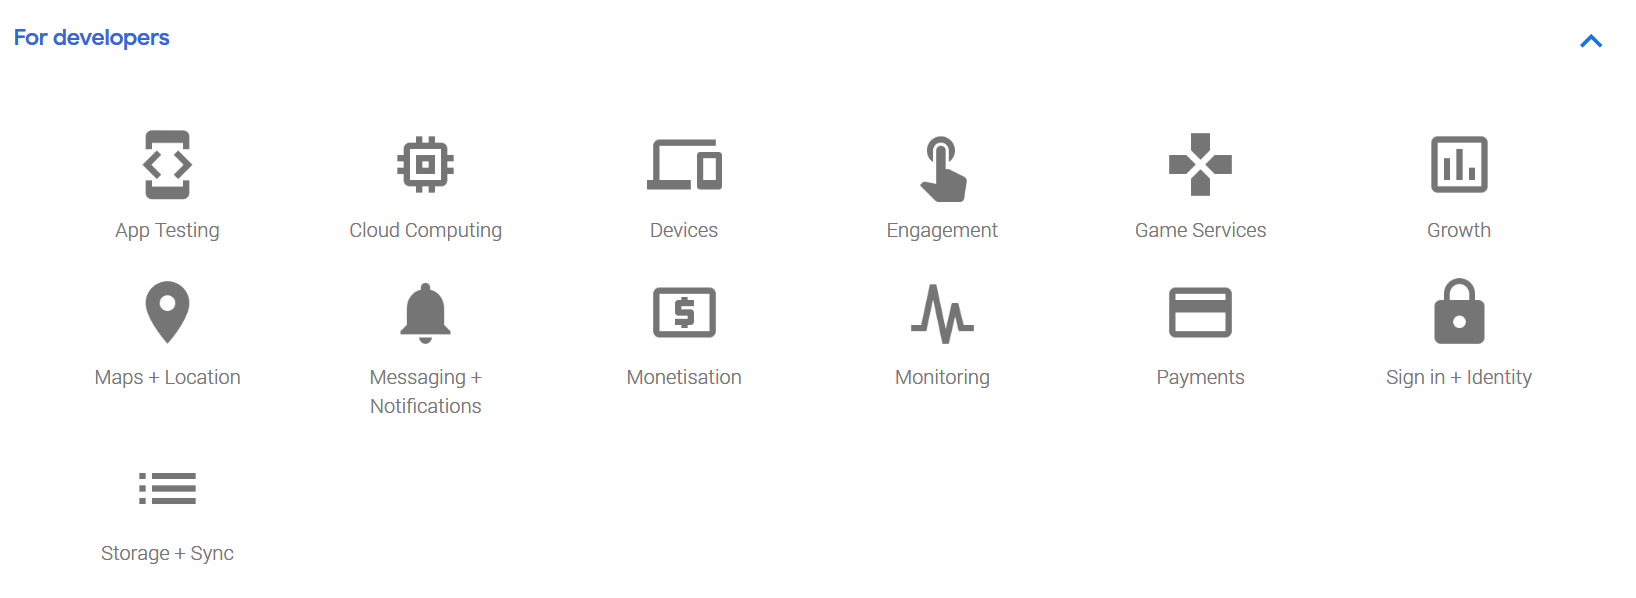 For developers
App Testing
Cloud Computing
Devices
Engagement
Game Services
Growth
Maps + Location
Messaging +
Notifications
Monetisation
Monitoring
Payments
Sign in + Identity
Storage + Sync